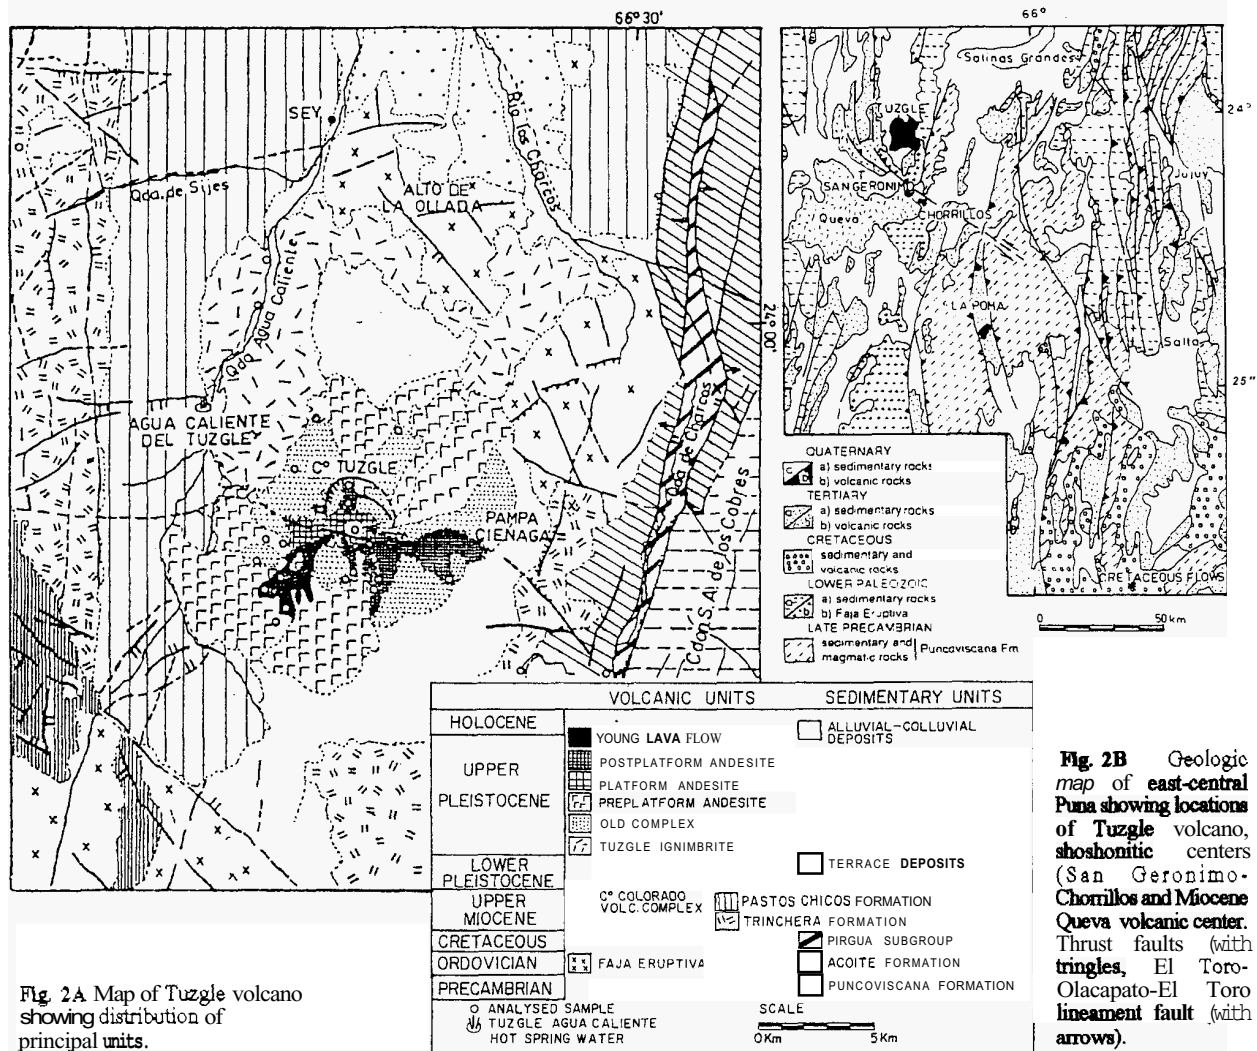 66°30'
SEY
Qda. de Sijes
Rio los Charcos
ALTO DE
LA OLLADA
Qda Agua Caliente
24°00'
AGUA CALIENTE
DEL TUZGLE
C° TUZGLE
PAMPA
CIENAGA
Qda de Charcos
Cdon S.A. de los Cobres
66°
Salinas Grandes
24°
TUZGLE
SAN GERONIMO
Jujuy
Queva
CHORRILLOS
LA POMA
Salta
25°
CRETACEOUS FLOWS
0 50 km
QUATERNARY
a) sedimentary rocks
b) volcanic rocks
TERTIARY
a) sedimentary rocks
b) volcanic rocks
CRETACEOUS
sedimentary and
volcanic rocks
LOWER PALEOZOIC
a) sedimentary rocks
b) Faja Eruptiva
LATE PRECAMBRIAN
sedimentary and
magmatic rocks
Puncoviscana Fm
VOLCANIC UNITS SEDIMENTARY UNITS
HOLOCENE
ALLUVIAL-COLLUVIAL
DEPOSITS
UPPER
PLEISTOCENE
YOUNG LAVA FLOW
POSTPLATFORM ANDESITE
PLATFORM ANDESITE
PREPLATFORM ANDESITE
OLD COMPLEX
TUZGLE IGNIMBRITE
LOWER
PLEISTOCENE
TERRACE DEPOSITS
UPPER
MIOCENE
C° COLORADO
VOLC. COMPLEX
PASTOS CHICOS FORMATION
TRINCHERA FORMATION
CRETACEOUS
PIRGUA SUBGROUP
ORDOVICIAN
FAJA ERUPTIVA
ACOITE FORMATION
PRECAMBRIAN
PUNCOVISCANA FORMATION
ANALYSED SAMPLE
TUZGLE AGUA CALIENTE
HOT SPRING WATER
SCALE
0Km 5Km
Fig. 2A Map of Tuzgle volcano
showing distribution of
principal units.
Fig. 2B Geologic
map of east-central
Puna showing locations
of Tuzgle volcano,
shoshonitic centers
(San Geronimo-
Chorrillos and Miocene
Queva volcanic center.
Thrust faults (with
tringles, El Toro-
Olacapato-El Toro
lineament fault (with
arrows).